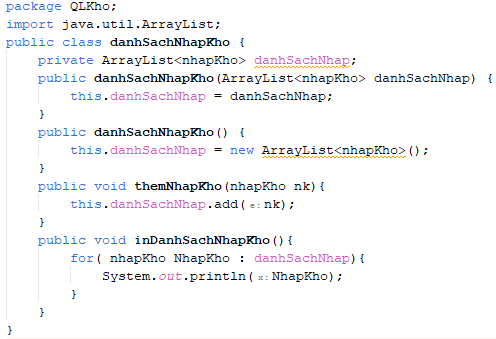 package QLKho;
import java.util.ArrayList;
public class danhSachNhapKho {
    private ArrayList<nhapKho> danhSachNhap;
    public danhSachNhapKho(ArrayList<nhapKho> danhSachNhap) {
        this.danhSachNhap = danhSachNhap;
    }
    public danhSachNhapKho() {
        this.danhSachNhap = new ArrayList<nhapKho>();
    }
    public void themNhapKho(nhapKho nk){
        this.danhSachNhap.add(e:nk);
    }
    public void inDanhSachNhapKho(){
        for( nhapKho NhapKho : danhSachNhap){
            System.out.println(x:NhapKho);
        }
    }
}